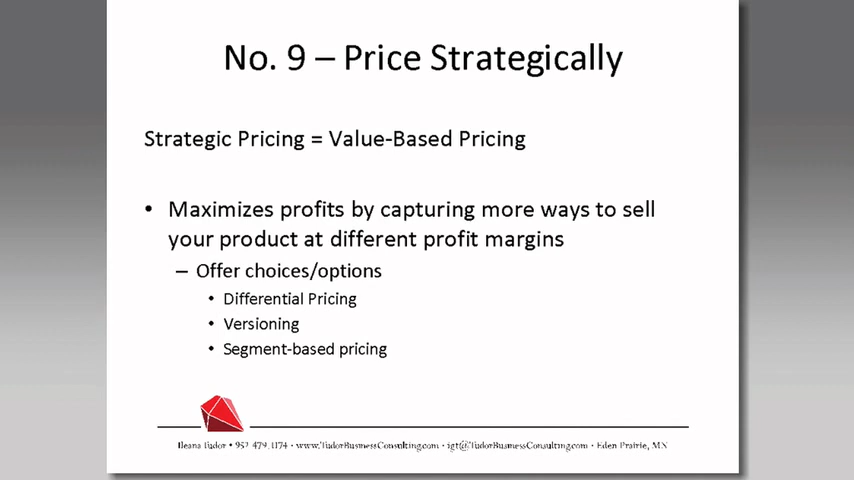 No. 9 – Price Strategically
Strategic Pricing = Value-Based Pricing
• Maximizes profits by capturing more ways to sell
your product at different profit margins
– Offer choices/options
• Differential Pricing
• Versioning
• Segment-based pricing
Ileana Tudor • 952.479.1174 • www.TudorBusinessConsulting.com • igt@TudorBusinessConsulting.com • Eden Prairie, MN